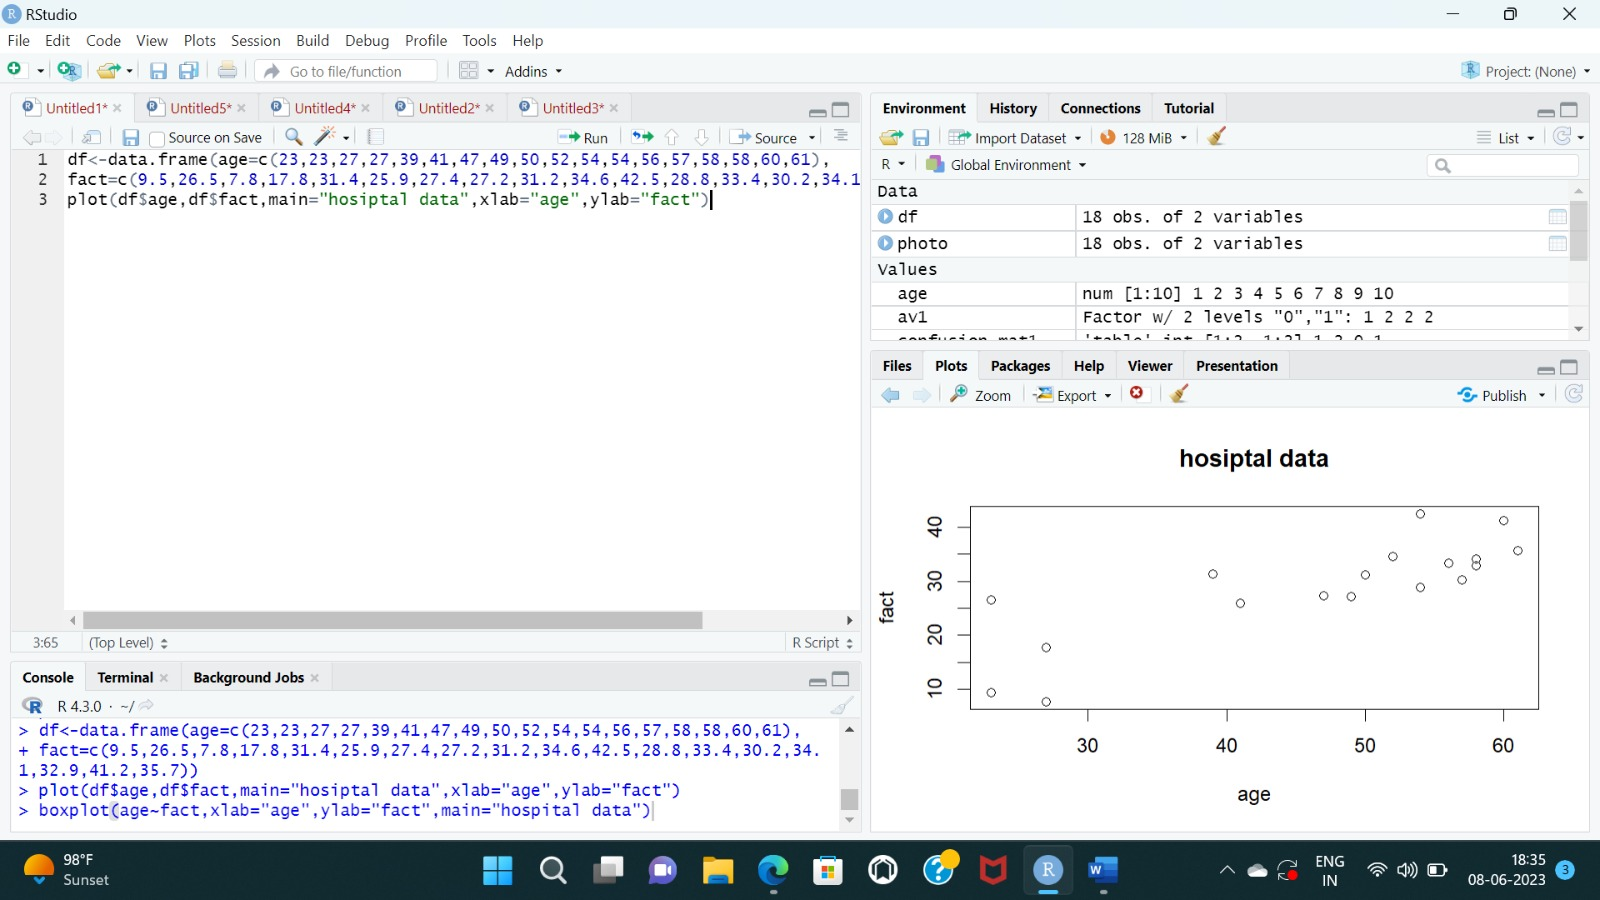 RStudio
File Edit Code View Plots Session Build Debug Profile Tools Help
Go to file/function Addins Project: (None)
Untitled1* Untitled5* Untitled4* Untitled2* Untitled3*
Source on Save Run Source
1 df<-data.frame(age=c(23,23,27,27,39,41,47,49,50,52,54,54,56,57,58,58,60,61),
2 fact=c(9.5,26.5,7.8,17.8,31.4,25.9,27.4,27.2,31.2,34.6,42.5,28.8,33.4,30.2,34.1
3 plot(df$age,df$fact,main="hosiptal data",xlab="age",ylab="fact")
3:65 (Top Level) R Script
Console Terminal Background Jobs
R 4.3.0 · ~/
> df<-data.frame(age=c(23,23,27,27,39,41,47,49,50,52,54,54,56,57,58,58,60,61),
+ fact=c(9.5,26.5,7.8,17.8,31.4,25.9,27.4,27.2,31.2,34.6,42.5,28.8,33.4,30.2,34.
1,32.9,41.2,35.7))
> plot(df$age,df$fact,main="hosiptal data",xlab="age",ylab="fact")
> boxplot(age~fact,xlab="age",ylab="fact",main="hospital data")
Environment History Connections Tutorial
Import Dataset 128 MiB List
R Global Environment
Data
df 18 obs. of 2 variables
photo 18 obs. of 2 variables
Values
age num [1:10] 1 2 3 4 5 6 7 8 9 10
av1 Factor w/ 2 levels "0","1": 1 2 2 2
Files Plots Packages Help Viewer Presentation
Zoom Export Publish
hosiptal data
fact
40
30
20
10
30 40 50 60
age
98°F
Sunset
ENG
IN
18:35
08-06-2023
3